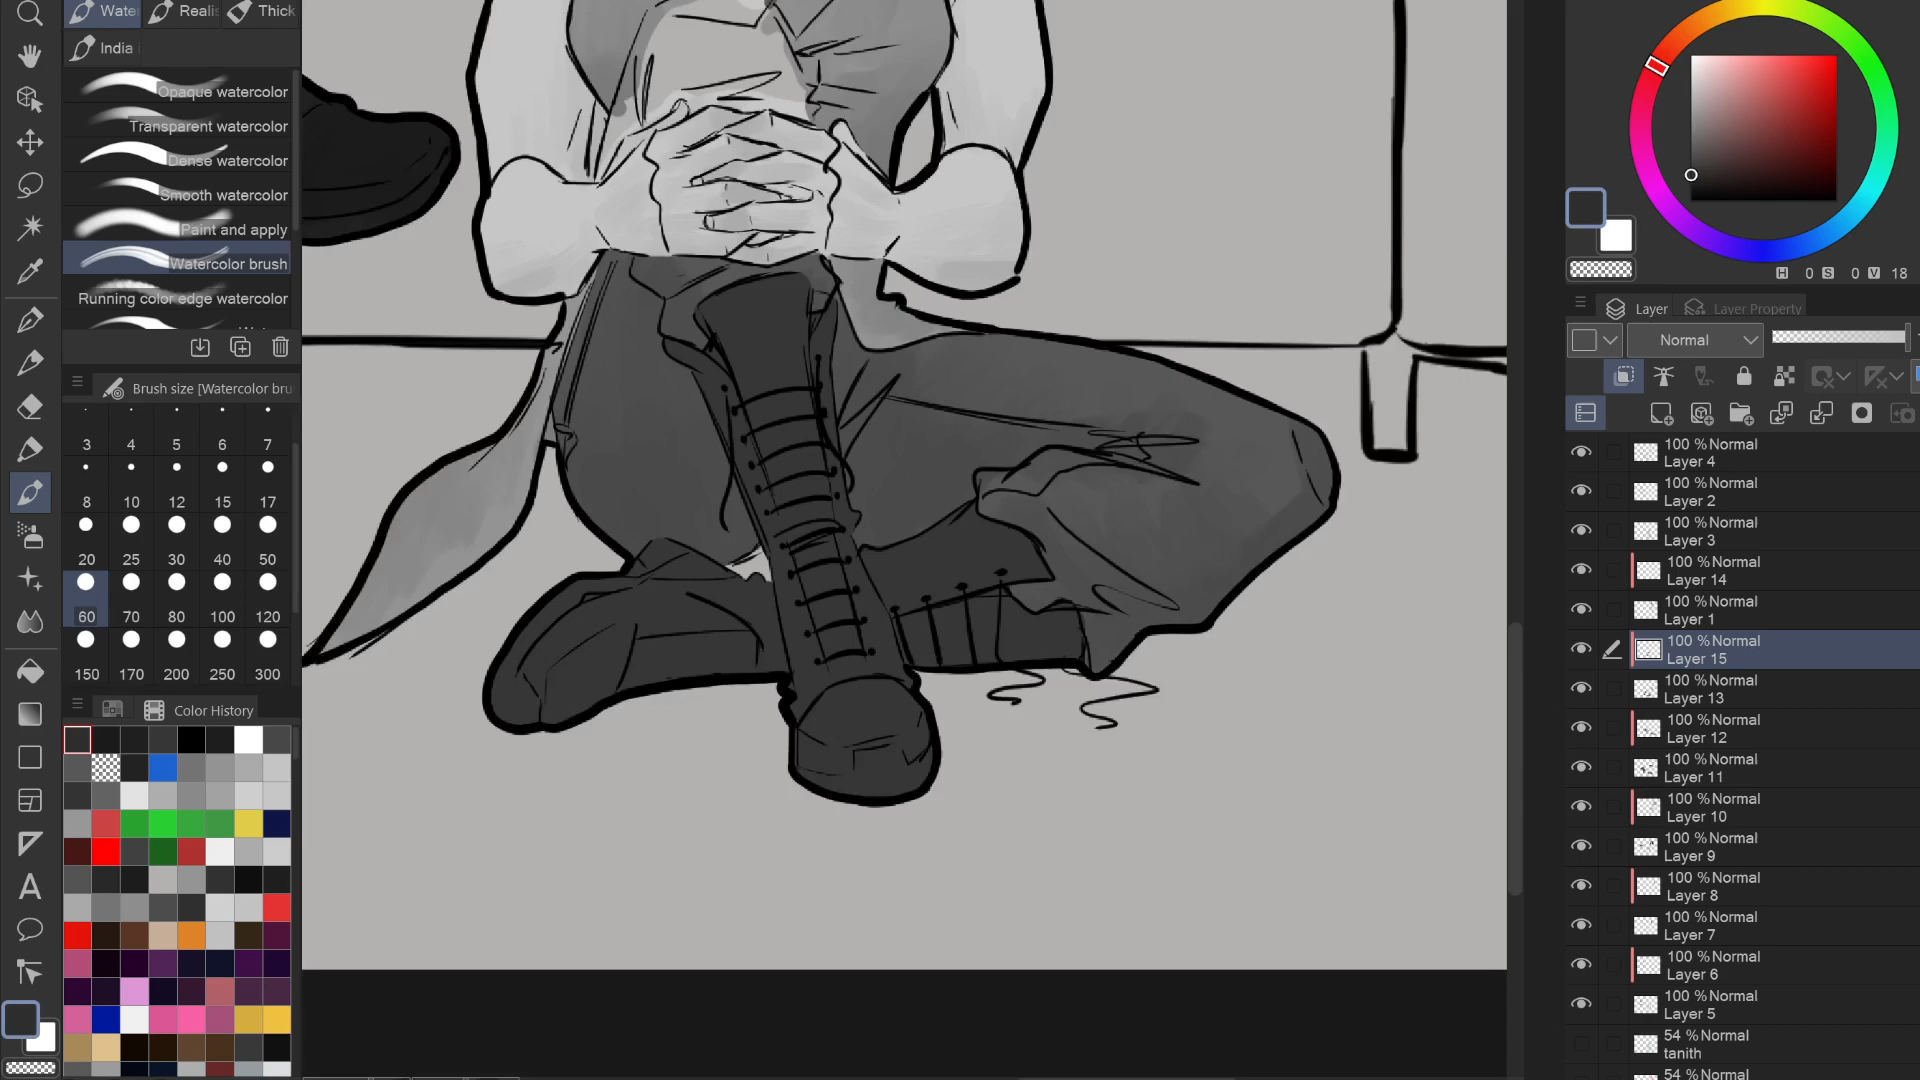 Water
Realis
Thick
India
Opaque watercolor
Transparent watercolor
Dense watercolor
Smooth watercolor
Paint and apply
Watercolor brush
Running color edge watercolor
Brush size [Watercolor bru
3 4 5 6 7
8 10 12 15 17
20 25 30 40 50
60 70 80 100 120
150 170 200 250 300
Color History
H 0 S 0 V 18
Layer
Layer Property
Normal
100 %Normal
Layer 4
100 %Normal
Layer 2
100 %Normal
Layer 3
100 %Normal
Layer 14
100 %Normal
Layer 1
100 %Normal
Layer 15
100 %Normal
Layer 13
100 %Normal
Layer 12
100 %Normal
Layer 11
100 %Normal
Layer 10
100 %Normal
Layer 9
100 %Normal
Layer 8
100 %Normal
Layer 7
100 %Normal
Layer 6
100 %Normal
Layer 5
54 %Normal
tanith
54 %Normal